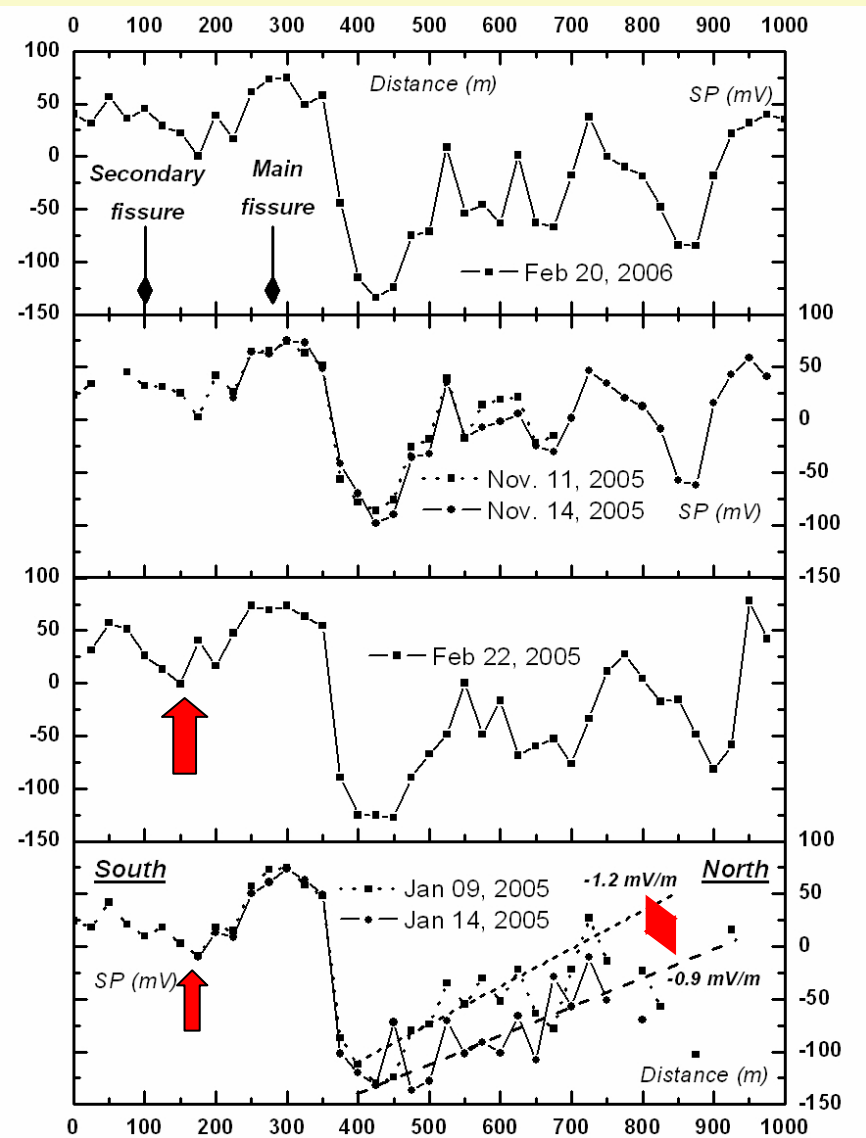 0 100 200 300 400 500 600 700 800 900 1000
100
50
0
-50
-100
-150
Distance (m)
SP (mV)
Secondary
fissure
Main
fissure
Feb 20, 2006
100
50
0
-50
-100
-150
Nov. 11, 2005
Nov. 14, 2005
SP (mV)
100
50
0
-50
-100
-150
Feb 22, 2005
100
50
0
-50
-100
-150
South
North
Jan 09, 2005
Jan 14, 2005
-1.2 mV/m
-0.9 mV/m
SP (mV)
Distance (m)
0 100 200 300 400 500 600 700 800 900 1000